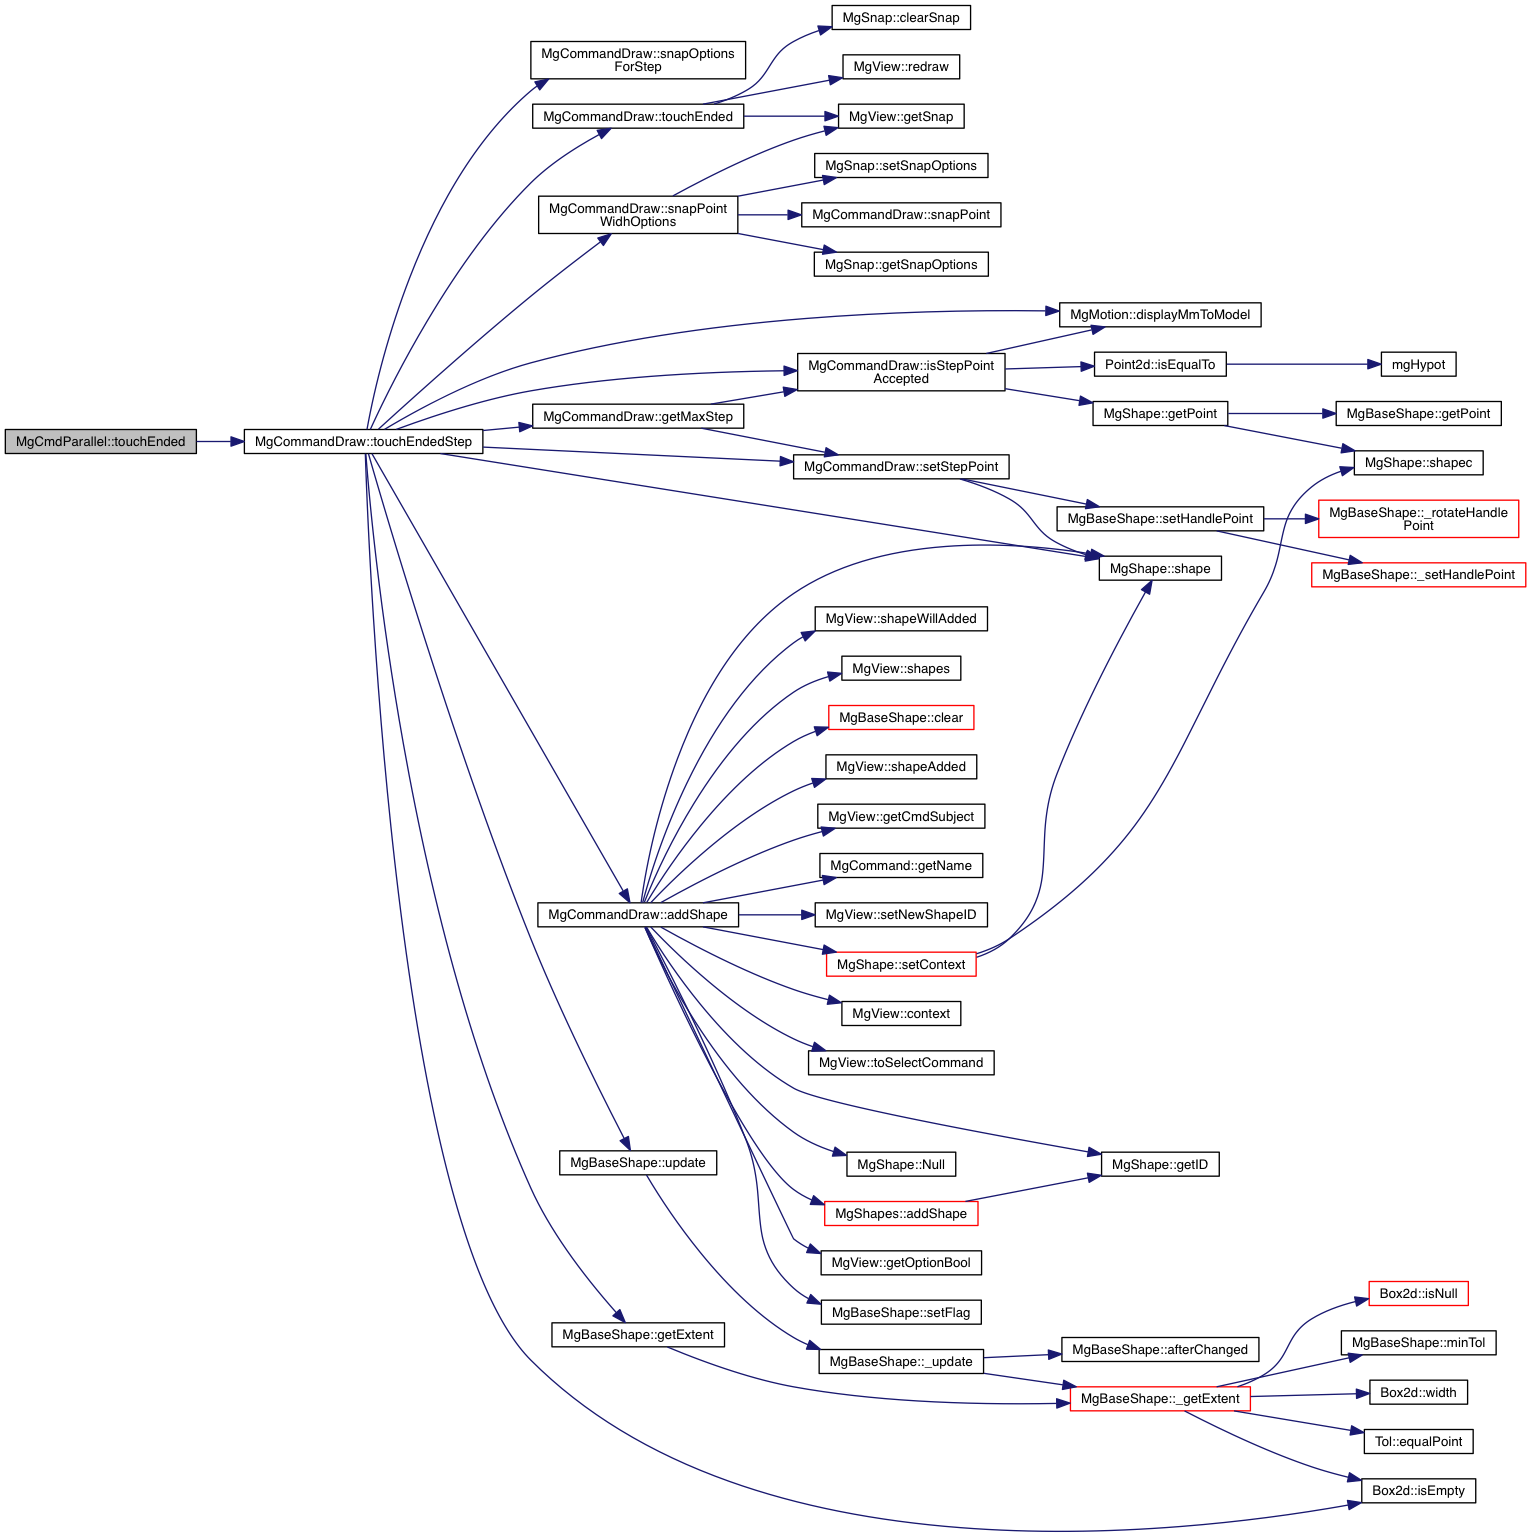 MgSnap::clearSnap
MgCommandDraw::snapOptions
ForStep
MgView::redraw
MgCommandDraw::touchEnded
MgView::getSnap
MgSnap::setSnapOptions
MgCommandDraw::snapPoint
WidhOptions
MgCommandDraw::snapPoint
MgSnap::getSnapOptions
MgMotion::displayMmToModel
MgCommandDraw::isStepPoint
Accepted
Point2d::isEqualTo
mgHypot
MgCommandDraw::getMaxStep
MgShape::getPoint
MgBaseShape::getPoint
MgCmdParallel::touchEnded
MgCommandDraw::touchEndedStep
MgCommandDraw::setStepPoint
MgShape::shapec
MgBaseShape::setHandlePoint
MgBaseShape::_rotateHandle
Point
MgShape::shape
MgBaseShape::_setHandlePoint
MgView::shapeWillAdded
MgView::shapes
MgBaseShape::clear
MgView::shapeAdded
MgView::getCmdSubject
MgCommand::getName
MgCommandDraw::addShape
MgView::setNewShapeID
MgShape::setContext
MgView::context
MgView::toSelectCommand
MgBaseShape::update
MgShape::Null
MgShape::getID
MgShapes::addShape
MgView::getOptionBool
MgBaseShape::setFlag
Box2d::isNull
MgBaseShape::getExtent
MgBaseShape::minTol
MgBaseShape::afterChanged
MgBaseShape::_update
MgBaseShape::_getExtent
Box2d::width
Tol::equalPoint
Box2d::isEmpty